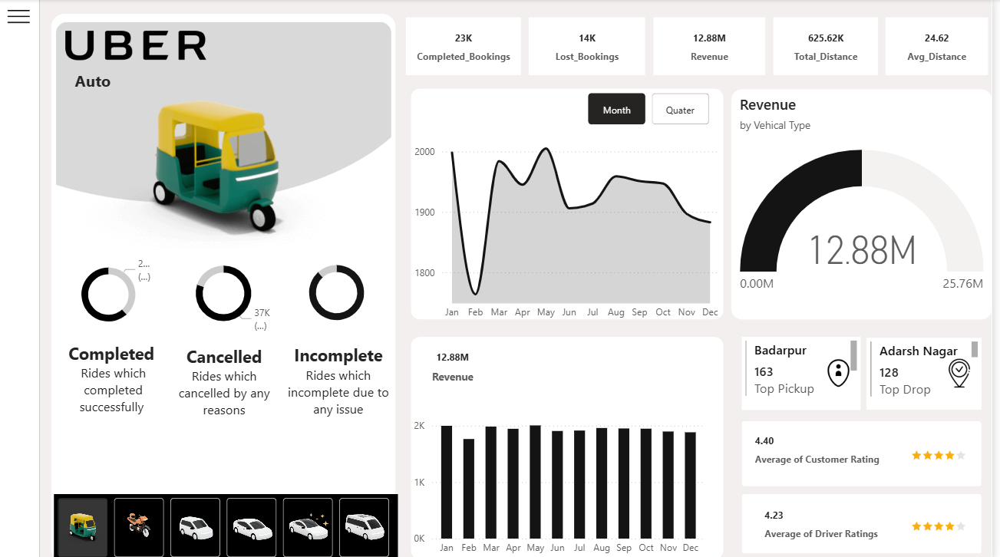 UBER
Auto
2...
(...)
37K
(...)
Completed
Rides which
completed
successfully
Cancelled
Rides which
cancelled by any
reasons
Incomplete
Rides which
incomplete due to
any issue
23K
Completed_Bookings
14K
Lost_Bookings
12.88M
Revenue
625.62K
Total_Distance
24.62
Avg_Distance
Month
Quater
2000
1900
1800
Jan Feb Mar Apr May Jun Jul Aug Sep Oct Nov Dec
Revenue
by Vehical Type
12.88M
0.00M
25.76M
12.88M
Revenue
2K
1K
0K
Jan Feb Mar Apr May Jun Jul Aug Sep Oct Nov Dec
Badarpur
163
Top Pickup
Adarsh Nagar
128
Top Drop
4.40
Average of Customer Rating
4.23
Average of Driver Ratings